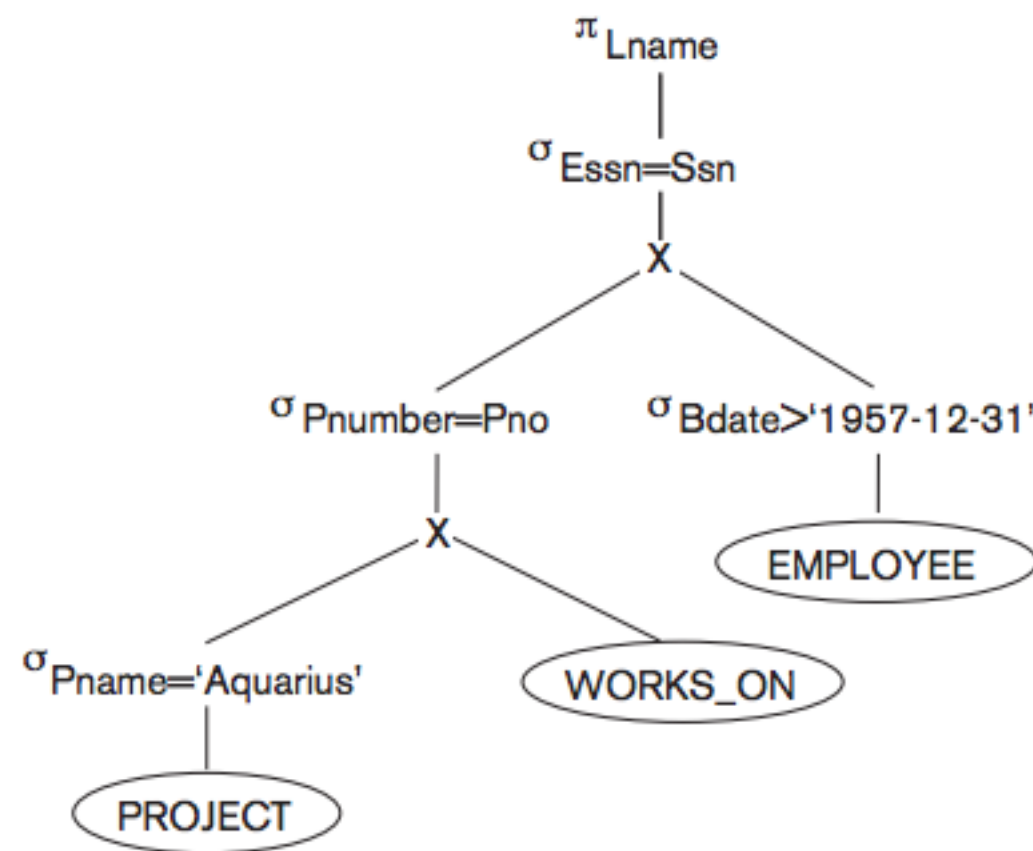 π Lname
σ Essn=Ssn
X
σ Pnumber=Pno
σ Bdate>‘1957-12-31’
X
EMPLOYEE
σ Pname=‘Aquarius’
WORKS_ON
PROJECT